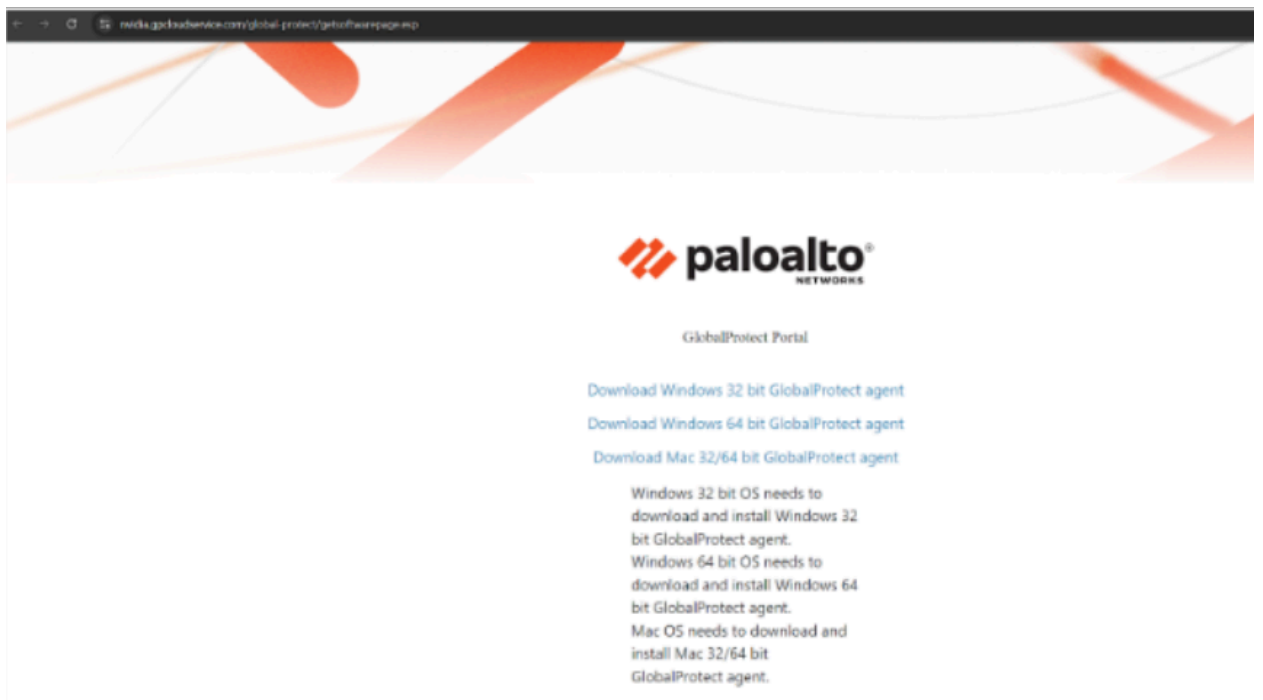 nvidia.gpcloudservice.com/global-protect/getsoftwarepage.esp
paloalto®
NETWORKS
GlobalProtect Portal
Download Windows 32 bit GlobalProtect agent
Download Windows 64 bit GlobalProtect agent
Download Mac 32/64 bit GlobalProtect agent
Windows 32 bit OS needs to
download and install Windows 32
bit GlobalProtect agent.
Windows 64 bit OS needs to
download and install Windows 64
bit GlobalProtect agent.
Mac OS needs to download and
install Mac 32/64 bit
GlobalProtect agent.